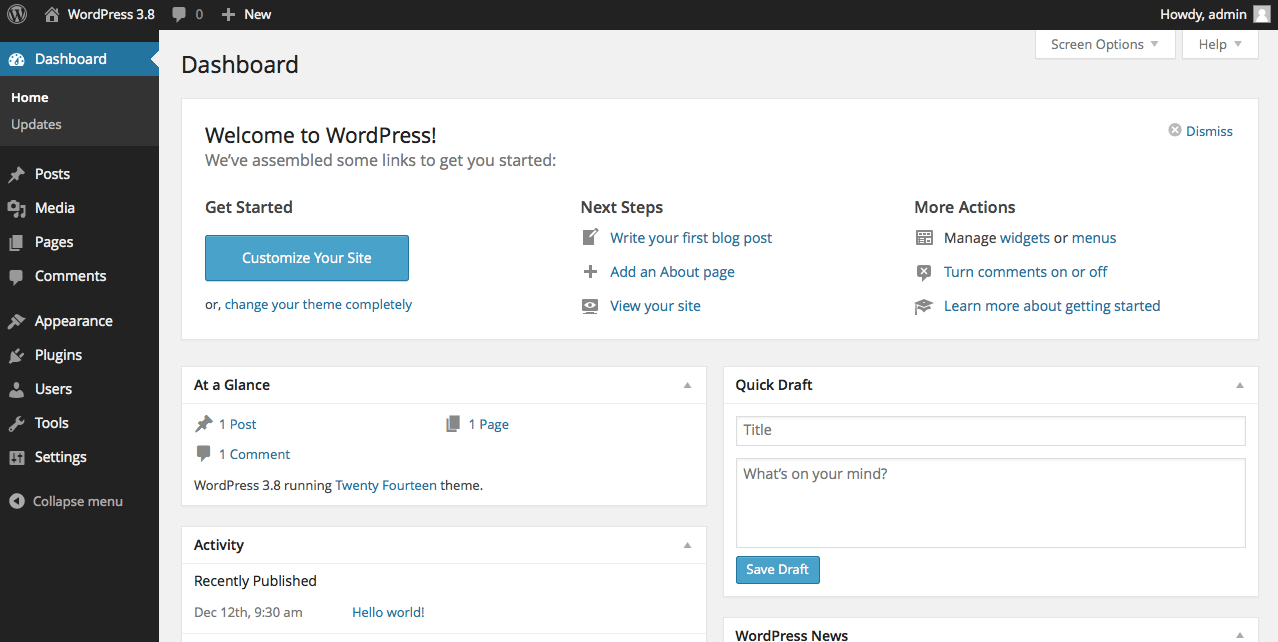 WordPress 3.8 0 New Howdy, admin
Dashboard
Home
Updates
Posts
Media
Pages
Comments
Appearance
Plugins
Users
Tools
Settings
Collapse menu
Screen Options Help
Dashboard
Welcome to WordPress!
We’ve assembled some links to get you started:
Dismiss
Get Started
Customize Your Site
or, change your theme completely
Next Steps
Write your first blog post
Add an About page
View your site
More Actions
Manage widgets or menus
Turn comments on or off
Learn more about getting started
At a Glance
1 Post 1 Page
1 Comment
WordPress 3.8 running Twenty Fourteen theme.
Activity
Recently Published
Dec 12th, 9:30 am Hello world!
Quick Draft
Title
What’s on your mind?
Save Draft
WordPress News